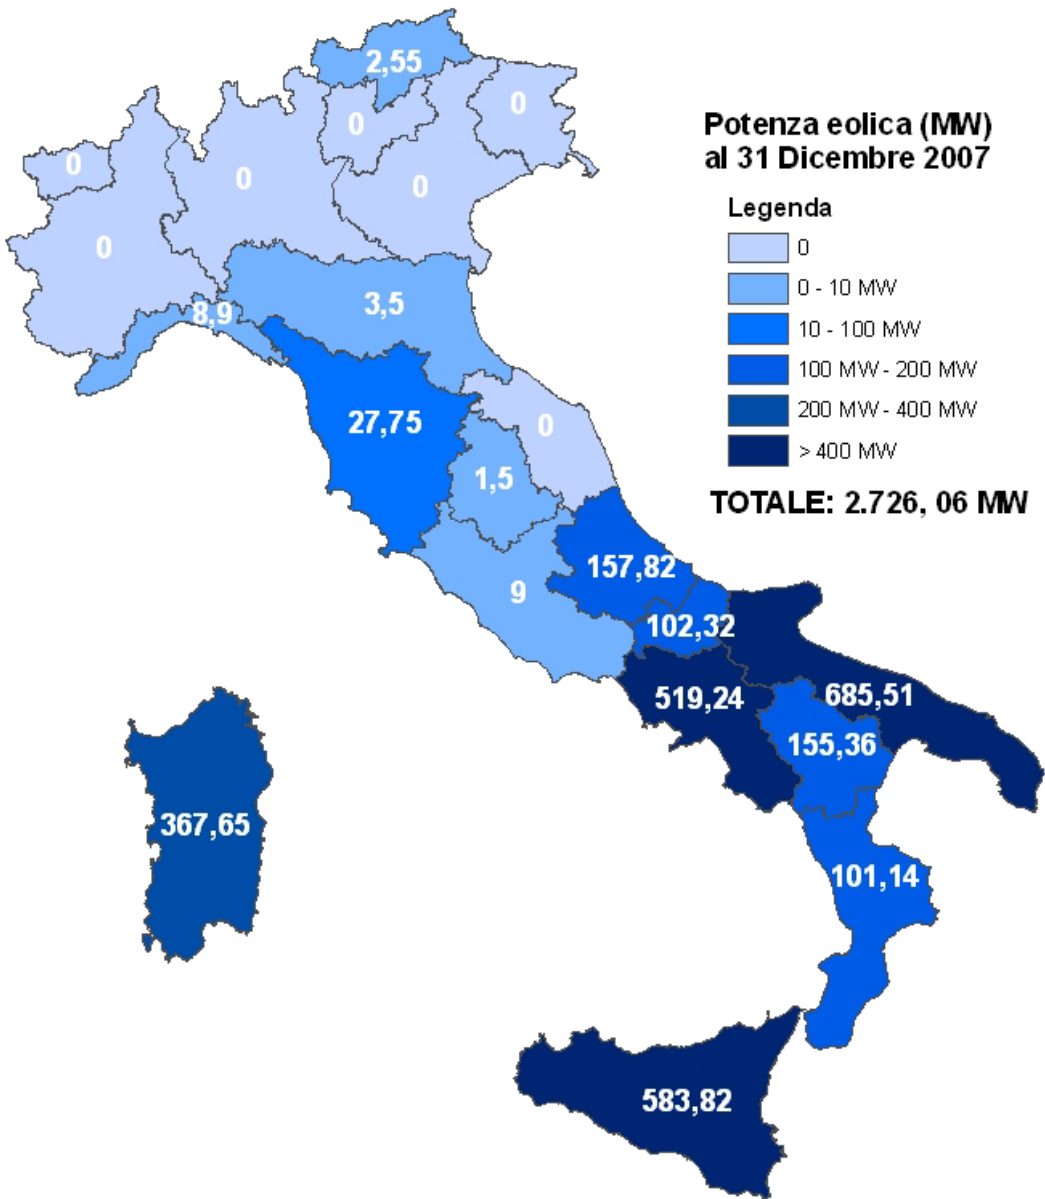 2,55
0
0
0
0
0
0
Potenza eolica (MW)
al 31 Dicembre 2007
Legenda
0
0 - 10 MW
10 - 100 MW
100 MW - 200 MW
200 MW - 400 MW
> 400 MW
TOTALE: 2.726, 06 MW
8,9
3,5
27,75
0
1,5
157,82
9
102,32
519,24
685,51
155,36
367,65
101,14
583,82